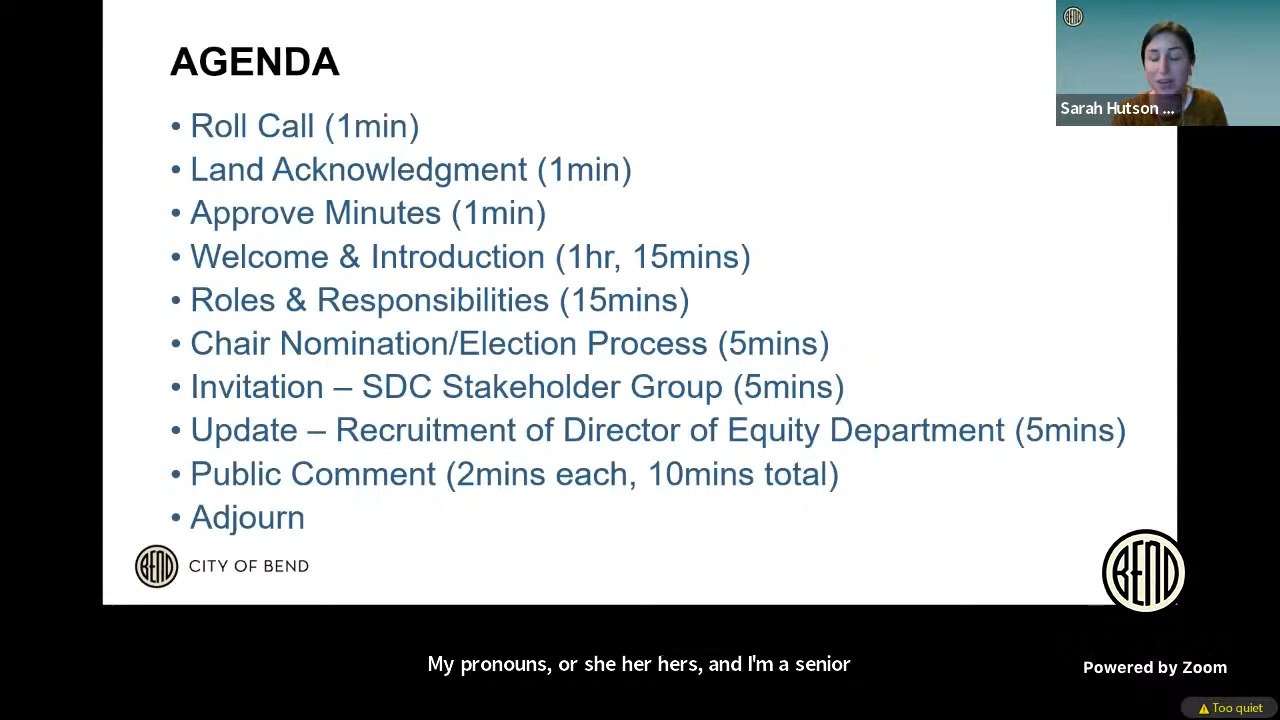 AGENDA
• Roll Call (1min)
• Land Acknowledgment (1min)
• Approve Minutes (1min)
• Welcome & Introduction (1hr, 15mins)
• Roles & Responsibilities (15mins)
• Chair Nomination/Election Process (5mins)
• Invitation – SDC Stakeholder Group (5mins)
• Update – Recruitment of Director of Equity Department (5mins)
• Public Comment (2mins each, 10mins total)
• Adjourn
BEND CITY OF BEND
BEND
Sarah Hutson ...
My pronouns, or she her hers, and I'm a senior
Powered by Zoom
Too quiet